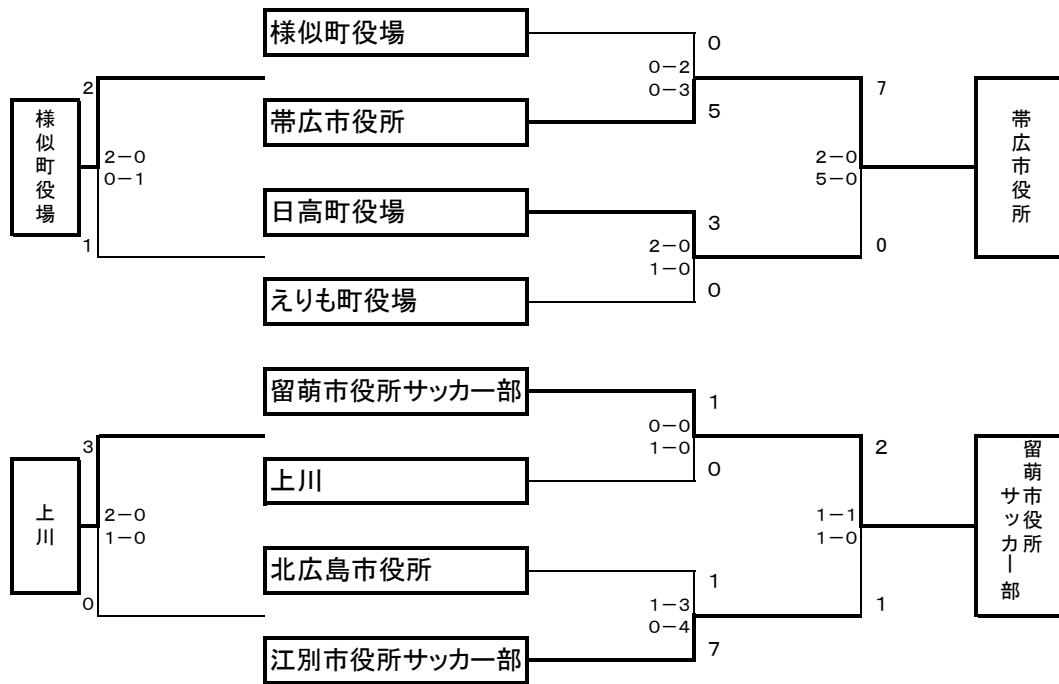 様似町役場
0
0-2
0-3
2
7
5
帯広市役所
様似町役場
2-0
0-1
2-0
5-0
帯広市役所
日高町役場
3
1
2-0
1-0
0
えりも町役場
0
留萌市役所サッカー部
1
0-0
1-0
3
2
上川
0
上川
2-0
1-0
1-1
1-0
留萌市役所
サッカー部
北広島市役所
1
0
1-3
0-4
1
江別市役所サッカー部
7